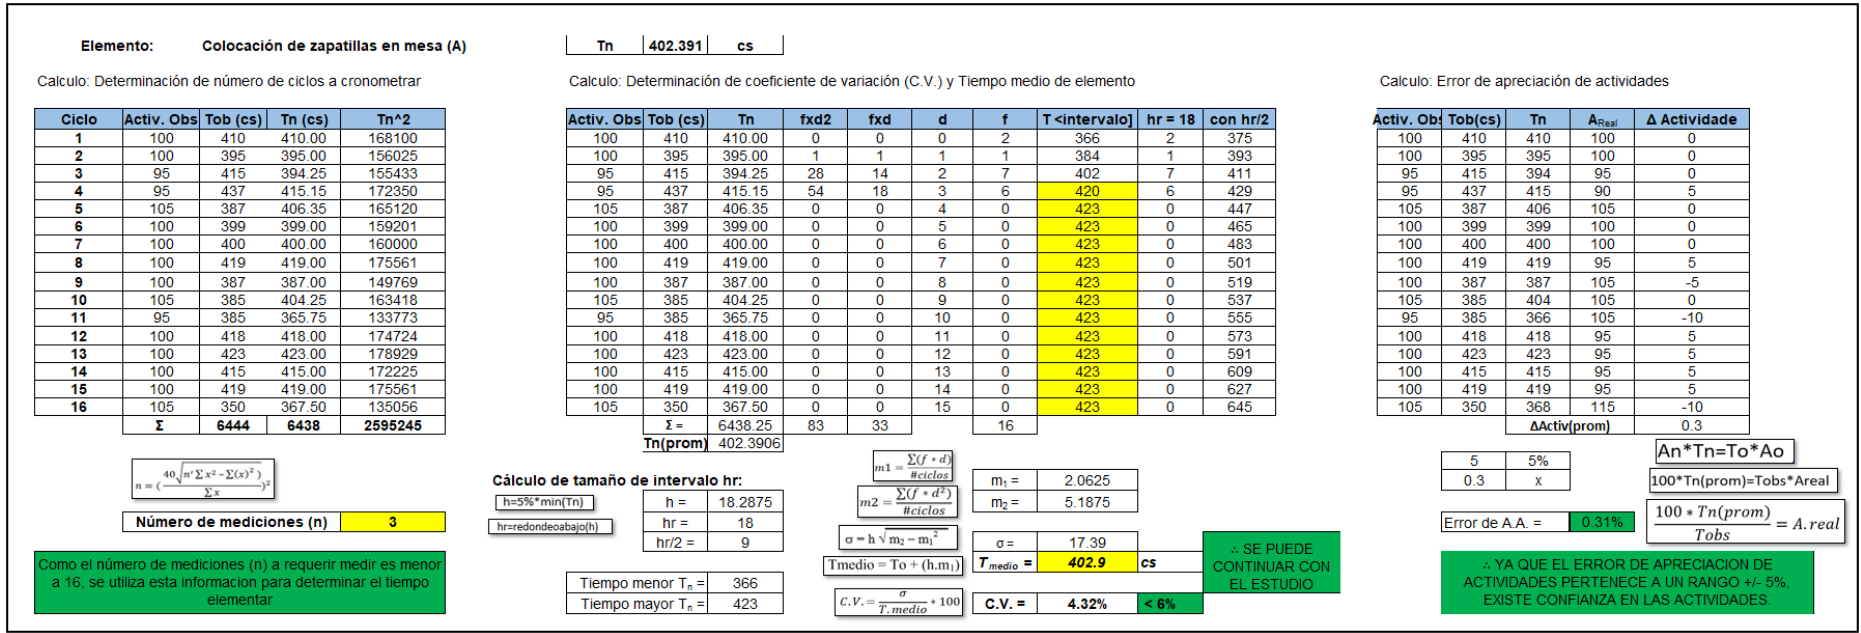 Elemento: Colocación de zapatillas en mesa (A) Tn 402.391 cs
Calculo: Determinación de número de ciclos a cronometrar
Ciclo Activ. Obs Tob (cs) Tn (cs) Tn^2
1 100 410 410.00 168100
2 100 395 395.00 156025
3 95 415 394.25 155433
4 95 437 415.15 172350
5 105 387 406.35 165120
6 100 399 399.00 159201
7 100 400 400.00 160000
8 100 419 419.00 175561
9 100 387 387.00 149769
10 105 385 404.25 163418
11 95 385 365.75 133773
12 100 418 418.00 174724
13 100 423 423.00 178929
14 100 415 415.00 172225
15 100 419 419.00 175561
16 105 350 367.50 135056
Σ 6444 6438 2595245
n = (40√n'Σx²−Σ(x)²)/Σx)²
Número de mediciones (n) 3
Como el número de mediciones (n) a requerir medir es menor
a 16, se utiliza esta informacion para determinar el tiempo
elementar
Calculo: Determinación de coeficiente de variación (C.V.) y Tiempo medio de elemento
Activ. Obs Tob (cs) Tn fxd2 fxd d f T <intervalo] hr = 18 con hr/2
100 410 410.00 0 0 0 2 366 2 375
100 395 395.00 1 1 1 1 384 1 393
95 415 394.25 28 14 2 7 402 7 411
95 437 415.15 54 18 3 6 420 6 429
105 387 406.35 0 0 4 0 423 0 447
100 399 399.00 0 0 5 0 423 0 465
100 400 400.00 0 0 6 0 423 0 483
100 419 419.00 0 0 7 0 423 0 501
100 387 387.00 0 0 8 0 423 0 519
105 385 404.25 0 0 9 0 423 0 537
95 385 365.75 0 0 10 0 423 0 555
100 418 418.00 0 0 11 0 423 0 573
100 423 423.00 0 0 12 0 423 0 591
100 415 415.00 0 0 13 0 423 0 609
100 419 419.00 0 0 14 0 423 0 627
105 350 367.50 0 0 15 0 423 0 645
Σ = 6438.25 83 33 16
Tn(prom) 402.3906
Cálculo de tamaño de intervalo hr:
h=5%*min(Tn) h = 18.2875
hr=redondeoabajo(h) hr = 18
hr/2 = 9
Tiempo menor Tn = 366
Tiempo mayor Tn = 423
m1 = Σ(f * d)/#ciclos m₁ = 2.0625
m2 = Σ(f * d²)/#ciclos m₂ = 5.1875
σ = h √m₂ − m₁² σ = 17.39
Tmedio = To + (h.m₁) Tmedio = 402.9 cs
C.V. = σ/T.medio * 100 C.V. = 4.32% < 6%
∴ SE PUEDE
CONTINUAR CON
EL ESTUDIO
Calculo: Error de apreciación de actividades
Activ. Obs Tob(cs) Tn AReal Δ Actividade
100 410 410 100 0
100 395 395 100 0
95 415 394 95 0
95 437 415 90 5
105 387 406 105 0
100 399 399 100 0
100 400 400 100 0
100 419 419 95 5
100 387 387 105 -5
105 385 404 105 0
95 385 366 105 -10
100 418 418 95 5
100 423 423 95 5
100 415 415 95 5
100 419 419 95 5
105 350 368 115 -10
ΔActiv(prom) 0.3
5 5%
0.3 x
An*Tn=To*Ao
100*Tn(prom)=Tobs*Areal
100 * Tn(prom)/Tobs = A.real
Error de A.A. = 0.31%
∴ YA QUE EL ERROR DE APRECIACION DE
ACTIVIDADES PERTENECE A UN RANGO +/- 5%,
EXISTE CONFIANZA EN LAS ACTIVIDADES.